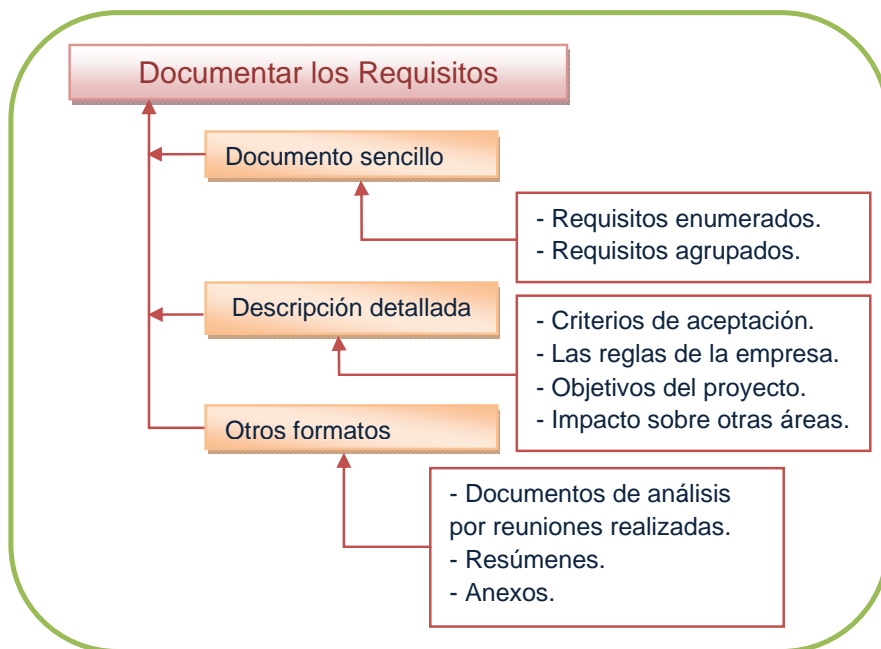 Documentar los Requisitos
Documento sencillo
- Requisitos enumerados.
- Requisitos agrupados.
Descripción detallada
- Criterios de aceptación.
- Las reglas de la empresa.
- Objetivos del proyecto.
- Impacto sobre otras áreas.
Otros formatos
- Documentos de análisis
por reuniones realizadas.
- Resúmenes.
- Anexos.